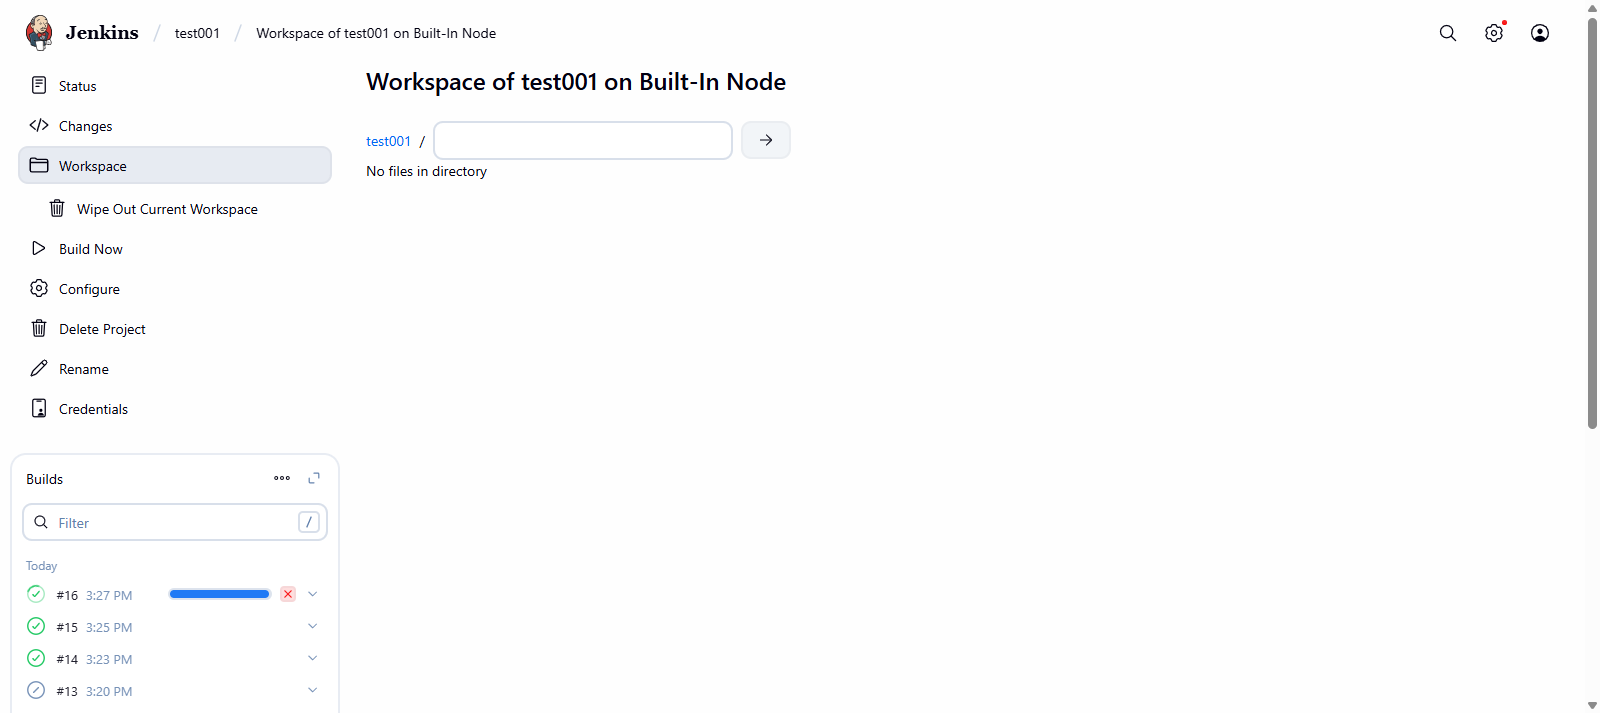 Jenkins / test001 / Workspace of test001 on Built-In Node
Status
Changes
Workspace
Wipe Out Current Workspace
Build Now
Configure
Delete Project
Rename
Credentials
Workspace of test001 on Built-In Node
test001 /
No files in directory
Builds
Filter /
Today
#16 3:27 PM
#15 3:25 PM
#14 3:23 PM
#13 3:20 PM